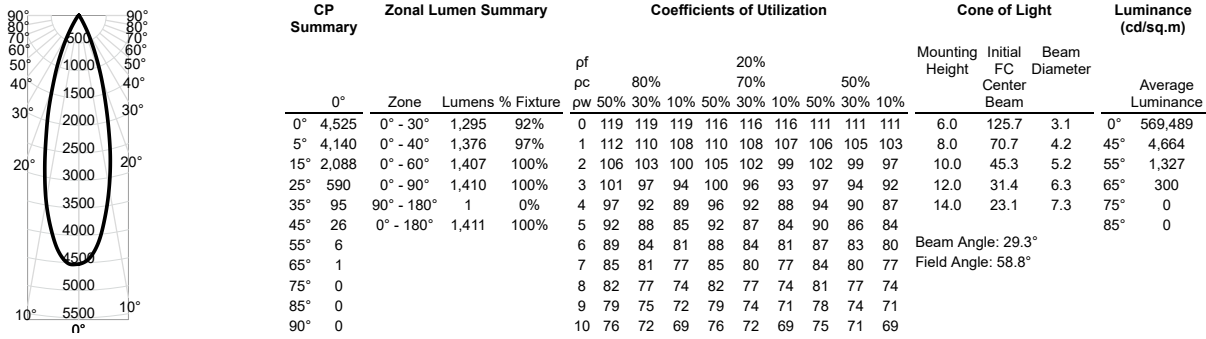 90° 90°
80° 80°
70° 500 70°
60° 60°
50° 1000 50°
40° 1500 40°
30° 2000 30°
2500
20° 20°
3000
3500
4000
4500
5000
10° 5500 10°
0°
CP Summary
0°
0° 4,525
5° 4,140
15° 2,088
25° 590
35° 95
45° 26
55° 6
65° 1
75° 0
85° 0
90° 0
Zonal Lumen Summary
Zone Lumens % Fixture
0° - 30° 1,295 92%
0° - 40° 1,376 97%
0° - 60° 1,407 100%
0° - 90° 1,410 100%
90° - 180° 1 0%
0° - 180° 1,411 100%
Coefficients of Utilization
ρf 20%
ρc 80% 70% 50%
ρw 50% 30% 10% 50% 30% 10% 50% 30% 10%
0 119 119 119 116 116 116 111 111 111
1 112 110 108 110 108 107 106 105 103
2 106 103 100 105 102 99 102 99 97
3 101 97 94 100 96 93 97 94 92
4 97 92 89 96 92 88 94 90 87
5 92 88 85 92 87 84 90 86 84
6 89 84 81 88 84 81 87 83 80
7 85 81 77 85 80 77 84 80 77
8 82 77 74 82 77 74 81 77 74
9 79 75 72 79 74 71 78 74 71
10 76 72 69 76 72 69 75 71 69
Cone of Light
Mounting Initial Beam
Height FC Diameter
Center
Beam
6.0 125.7 3.1
8.0 70.7 4.2
10.0 45.3 5.2
12.0 31.4 6.3
14.0 23.1 7.3
Beam Angle: 29.3°
Field Angle: 58.8°
Luminance
(cd/sq.m)
Average
Luminance
0° 569,489
45° 4,664
55° 1,327
65° 300
75° 0
85° 0